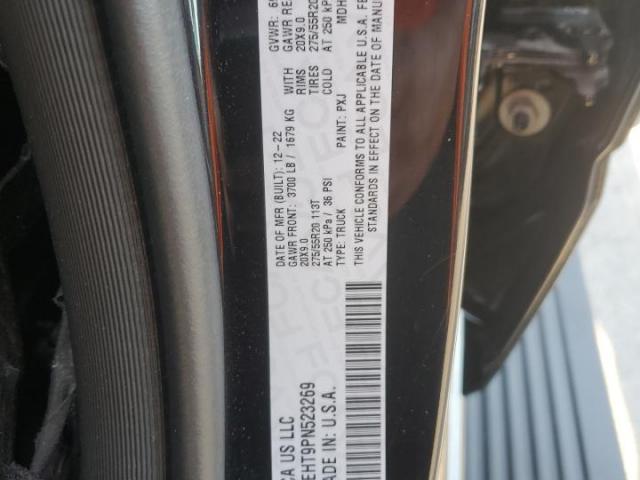 CA US LLC
DATE OF MFR (BUILT): 12-22
GVWR:
GAWR FRONT: 3700 LB / 1679 KG WITH
GAWR REA
20X9.0 RIMS
20X9.0
275/55R20 113T TIRES
275/55R20
AT 250 kPa / 36 PSI COLD
AT 250 kP
TYPE: TRUCK PAINT: PXJ MDH
THIS VEHICLE CONFORMS TO ALL APPLICABLE U.S.A. FE
STANDARDS IN EFFECT ON THE DATE OF MANU
EHT9PN523269
MADE IN: U.S.A.